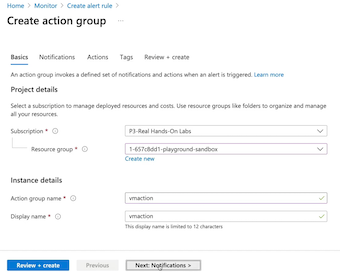 Home > Monitor > Create alert rule >
Create action group ...
Basics Notifications Actions Tags Review + create
An action group invokes a defined set of notifications and actions when an alert is triggered. Learn more
Project details
Select a subscription to manage deployed resources and costs. Use resource groups like folders to organize and manage
all your resources.
Subscription * P3-Real Hands-On Labs
Resource group * 1-657c8dd1-playground-sandbox
Create new
Instance details
Action group name * vmaction
Display name * vmaction
This display name is limited to 12 characters
Review + create Previous Next: Notifications >